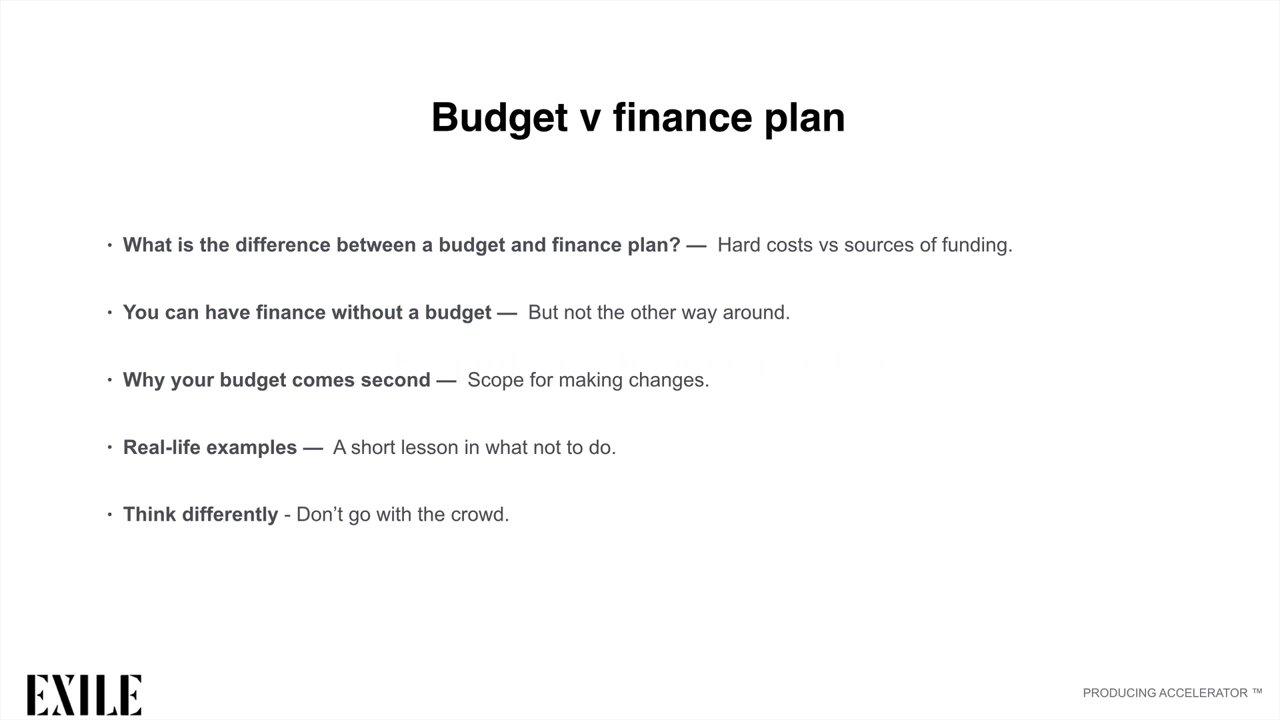 Budget v finance plan
• What is the difference between a budget and finance plan? — Hard costs vs sources of funding.
• You can have finance without a budget — But not the other way around.
• Why your budget comes second — Scope for making changes.
• Real-life examples — A short lesson in what not to do.
• Think differently - Don’t go with the crowd.
EXILE
PRODUCING ACCELERATOR ™